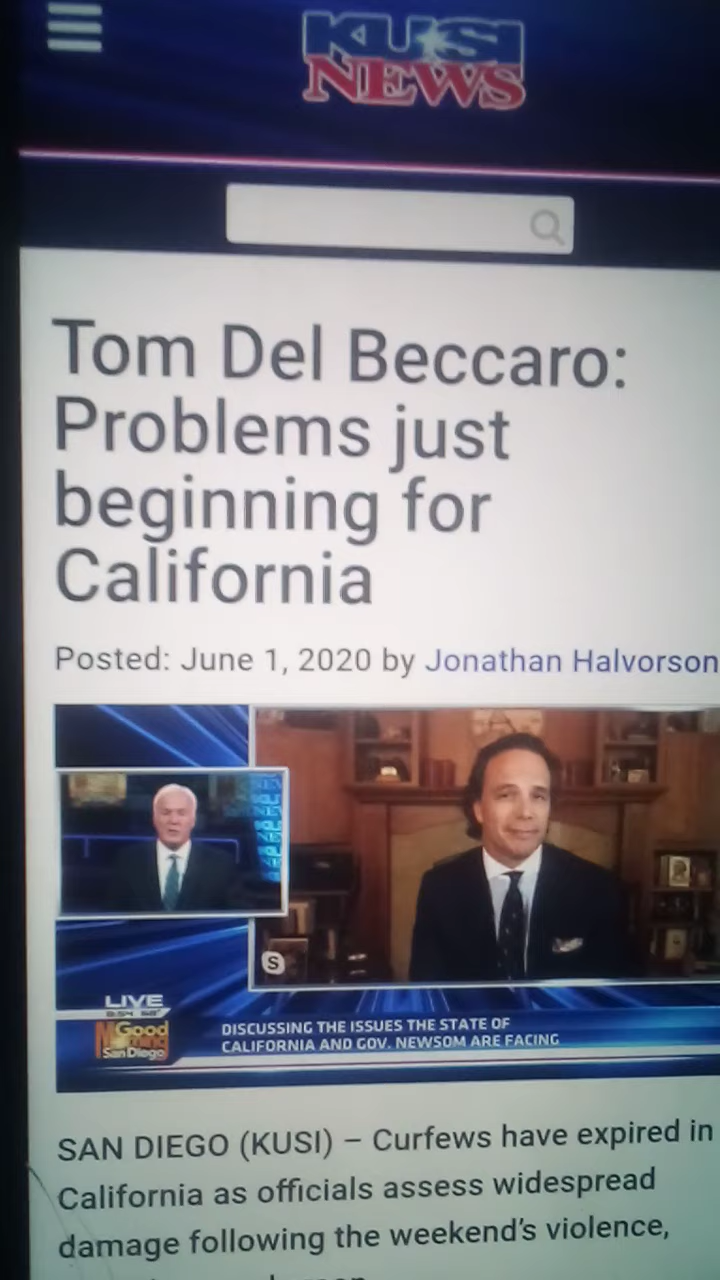 KUSI
NEWS
Tom Del Beccaro:
Problems just
beginning for
California
Posted: June 1, 2020 by Jonathan Halvorson
S
LIVE
Good
San Diego
DISCUSSING THE ISSUES THE STATE OF
CALIFORNIA AND GOV. NEWSOM ARE FACING
SAN DIEGO (KUSI) – Curfews have expired in
California as officials assess widespread
damage following the weekend's violence,